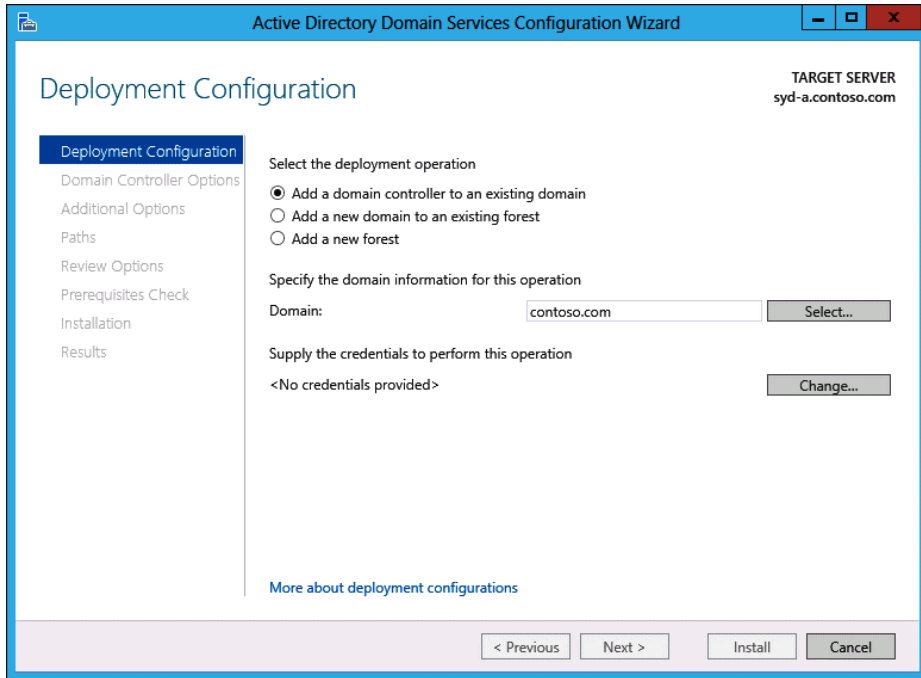 Active Directory Domain Services Configuration Wizard
Deployment Configuration
TARGET SERVER
syd-a.contoso.com
Deployment Configuration
Domain Controller Options
Additional Options
Paths
Review Options
Prerequisites Check
Installation
Results
Select the deployment operation
Add a domain controller to an existing domain
Add a new domain to an existing forest
Add a new forest
Specify the domain information for this operation
Domain: contoso.com Select...
Supply the credentials to perform this operation
<No credentials provided> Change...
More about deployment configurations
< Previous Next > Install Cancel